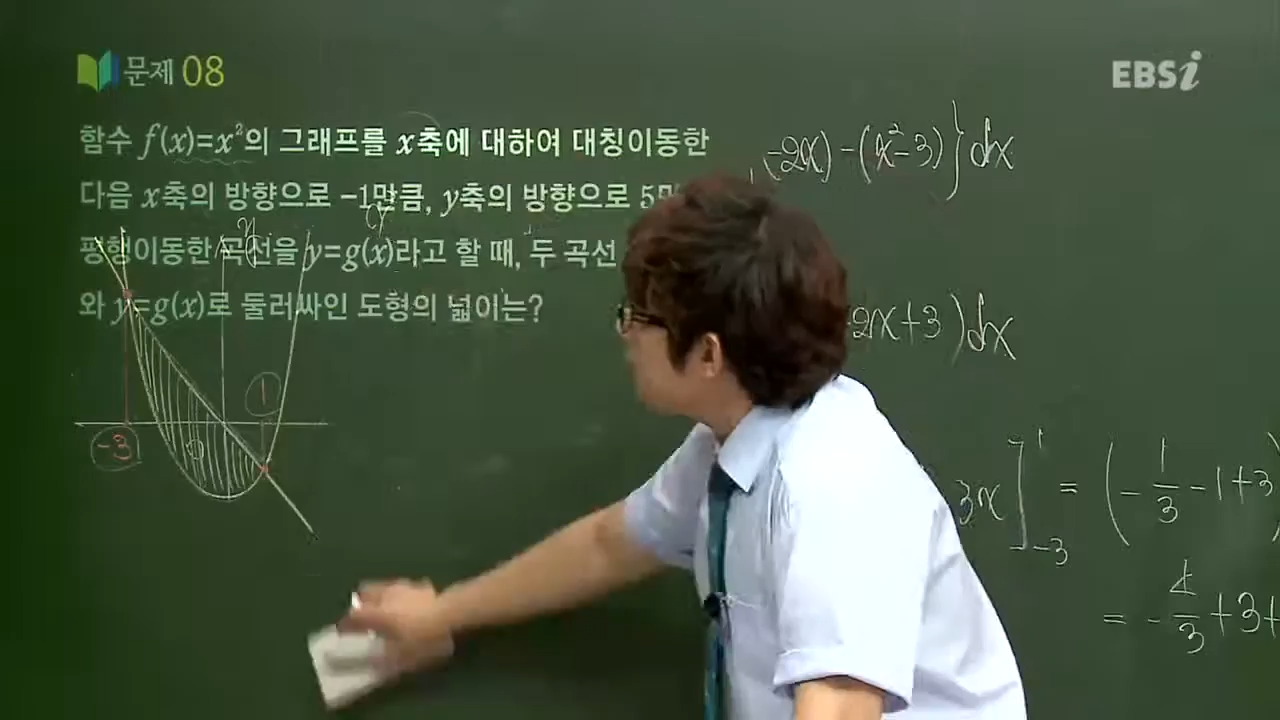 문제 08
EBSi
함수 f(x)=x²의 그래프를 x축에 대하여 대칭이동한
다음 x축의 방향으로 -1만큼, y축의 방향으로 5
평행이동한 곡선을 y=g(x)라고 할 때, 두 곡선
와 y=g(x)로 둘러싸인 도형의 넓이는?
-2x)-(x²-3)}dx
-2x+3)dx
1
-3
3x]¹₋₃ = (-1/3-1+3
= -1/3+3+